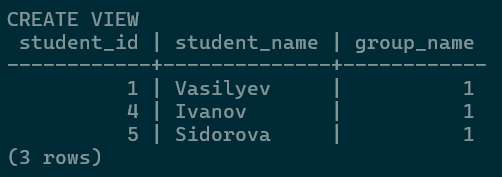 CREATE VIEW
 student_id | student_name | group_name
------------+--------------+------------
          1 | Vasilyev     |          1
          4 | Ivanov       |          1
          5 | Sidorova     |          1
(3 rows)